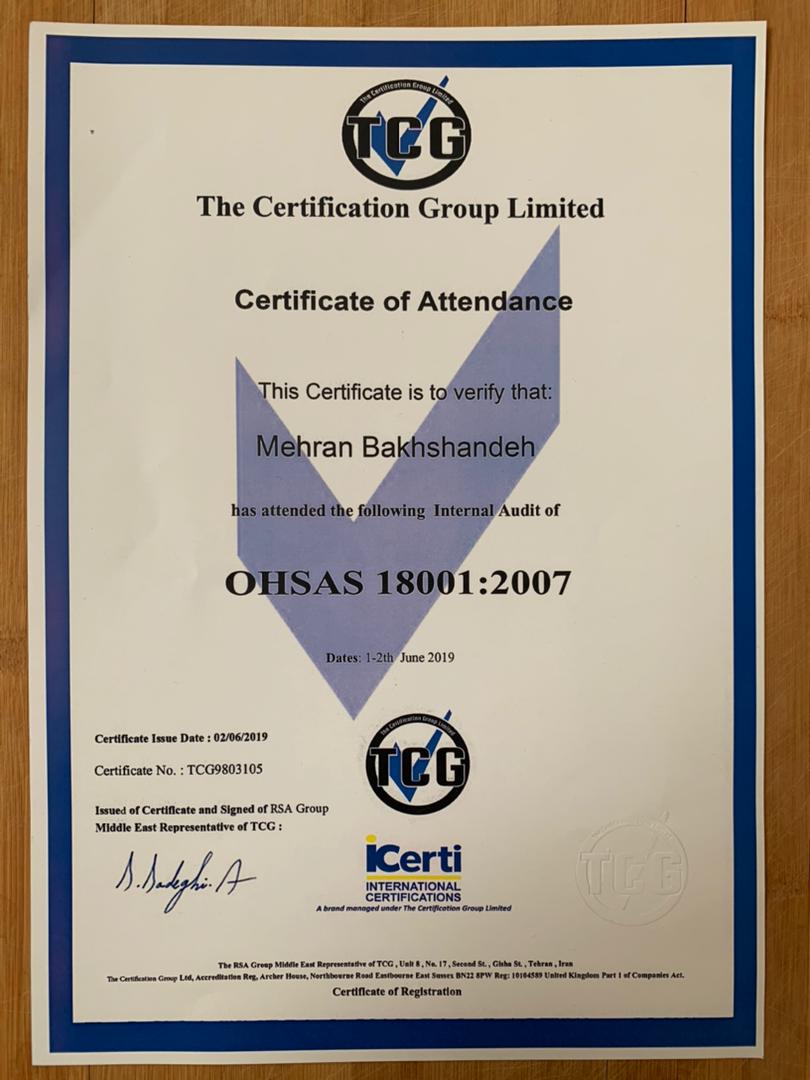 The Certification Group Limited
TCG
The Certification Group Limited
Certificate of Attendance
This Certificate is to verify that:
Mehran Bakhshandeh
has attended the following Internal Audit of
OHSAS 18001:2007
Dates: 1-2th June 2019
Certificate Issue Date : 02/06/2019
Certificate No. : TCG9803105
Issued of Certificate and Signed of RSA Group
Middle East Representative of TCG :
S. Sadeghi. A
The Certification Group Limited
TCG
iCerti
INTERNATIONAL
CERTIFICATIONS
A brand managed under The Certification Group Limited
TCG
The RSA Group Middle East Representative of TCG , Unit 8 , No. 17 , Second St. , Gisha St. , Tehran , Iran
The Certification Group Ltd, Accreditation Reg, Archer House, Northbourne Road Eastbourne East Sussex BN22 8PW Reg: 10104589 United Kingdom Part 1 of Companies Act.
Certificate of Registration